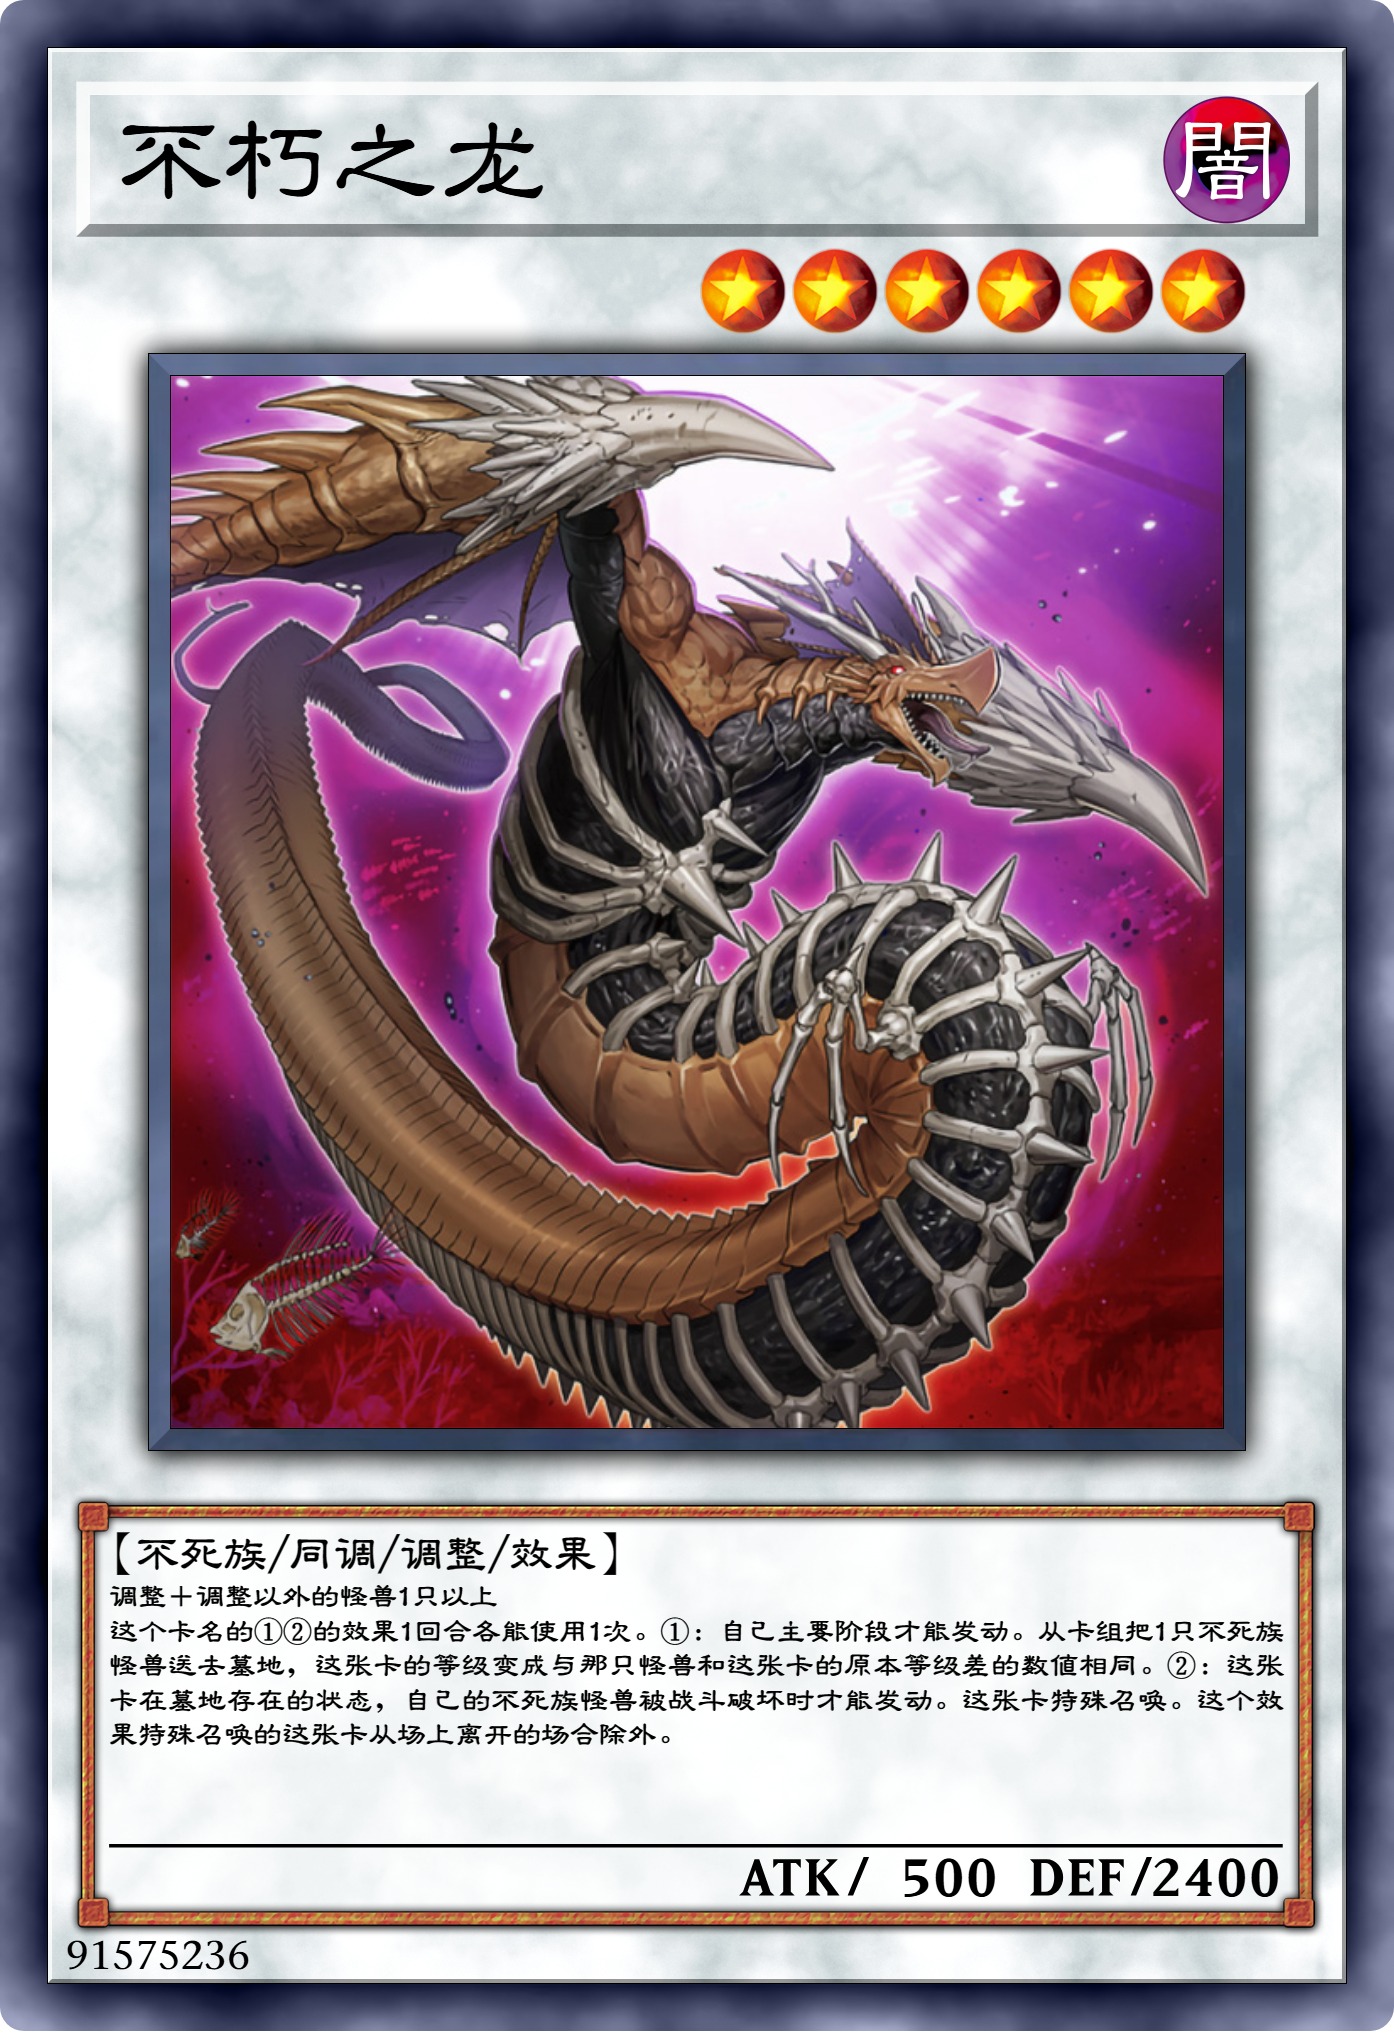 不朽之龙
闇
【不死族/同调/调整/效果】
调整＋调整以外的怪兽1只以上
这个卡名的①②的效果1回合各能使用1次。①：自己主要阶段才能发动。从卡组把1只不死族
怪兽送去墓地，这张卡的等级变成与那只怪兽和这张卡的原本等级差的数值相同。②：这张
卡在墓地存在的状态，自己的不死族怪兽被战斗破坏时才能发动。这张卡特殊召唤。这个效
果特殊召唤的这张卡从场上离开的场合除外。
ATK/ 500 DEF/2400
91575236